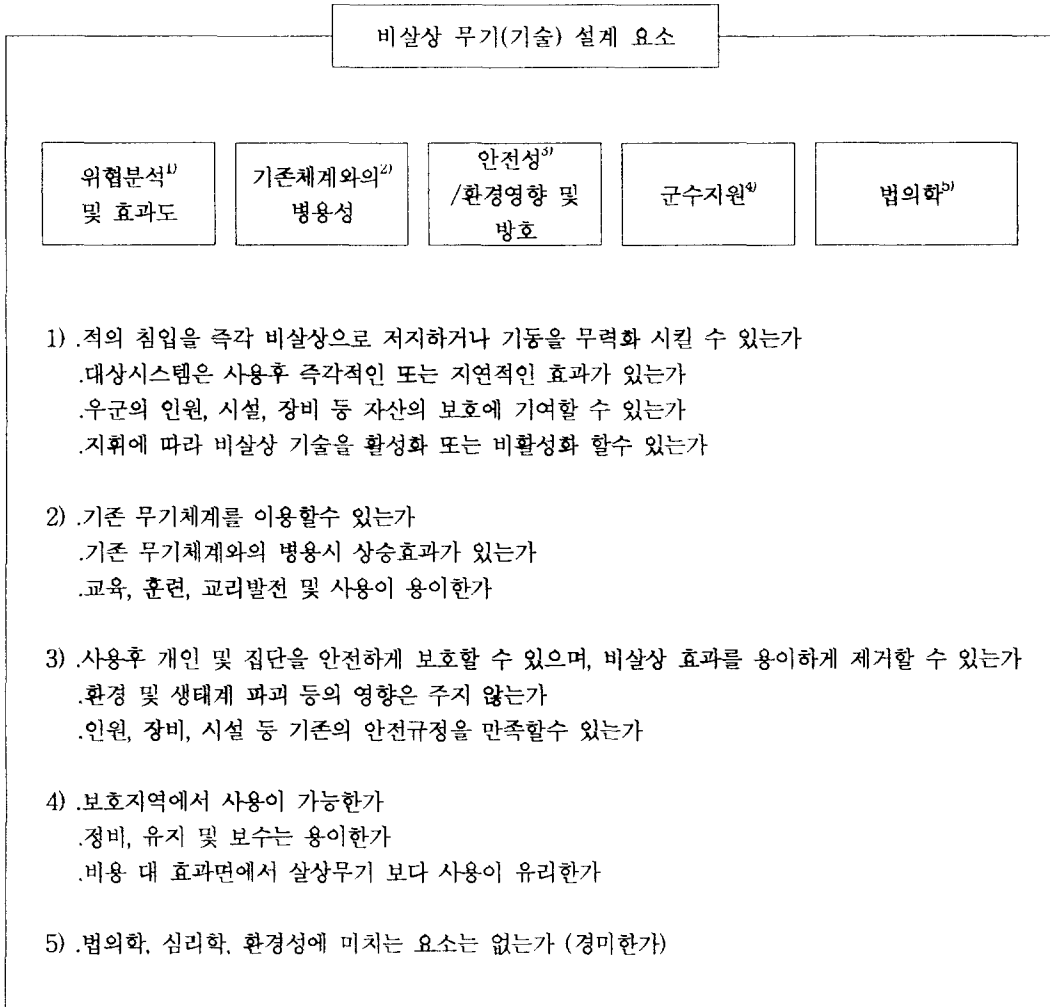 비살상 무기(기술) 설계 요소
위협분석1)
및 효과도
기존체계와의2)
병용성
안전성3)
/환경영향 및
방호
군수지원4)
법의학5)
1) .적의 침입을 즉각 비살상으로 저지하거나 기동을 무력화 시킬 수 있는가
.대상시스템은 사용후 즉각적인 또는 지연적인 효과가 있는가
.우군의 인원, 시설, 장비 등 자산의 보호에 기여할 수 있는가
.지휘에 따라 비살상 기술을 활성화 또는 비활성화 할수 있는가
2) .기존 무기체계를 이용할수 있는가
.기존 무기체계와의 병용시 상승효과가 있는가
.교육, 훈련, 교리발전 및 사용이 용이한가
3) .사용후 개인 및 집단을 안전하게 보호할 수 있으며, 비살상 효과를 용이하게 제거할 수 있는가
.환경 및 생태계 파괴 등의 영향은 주지 않는가
.인원, 장비, 시설 등 기존의 안전규정을 만족할수 있는가
4) .보호지역에서 사용이 가능한가
.정비, 유지 및 보수는 용이한가
.비용 대 효과면에서 살상무기 보다 사용이 유리한가
5) .법의학, 심리학, 환경성에 미치는 요소는 없는가 (경미한가)